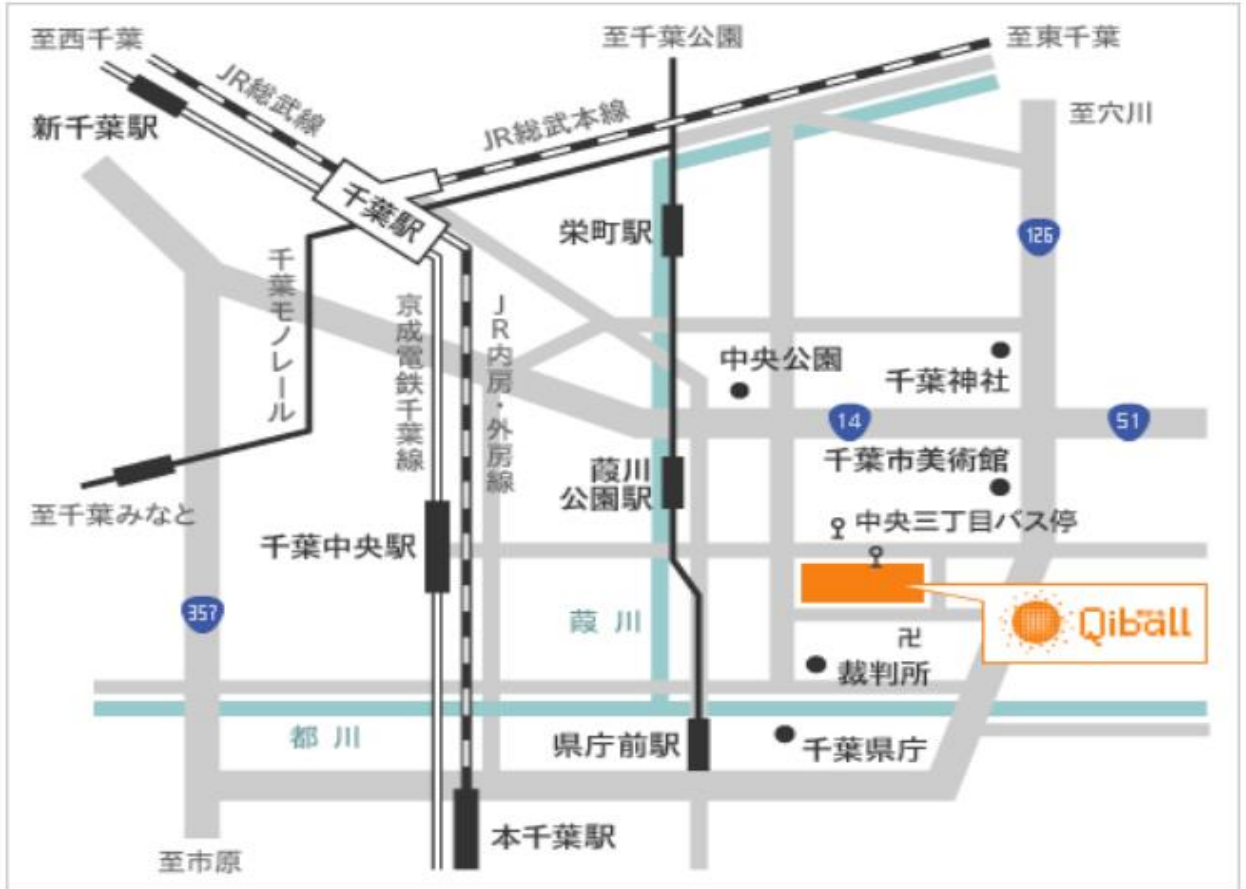 至西千葉
至千葉公園
至東千葉
JR総武線
新千葉駅
JR総武本線
至穴川
千葉駅
栄町駅
126
千葉モノレール
京成電鉄千葉線
JR内房・外房線
中央公園
千葉神社
14
51
千葉市美術館
葭川
公園駅
至千葉みなと
中央三丁目バス停
千葉中央駅
357
葭川
Qiball
卍
裁判所
都川
県庁前駅
千葉県庁
本千葉駅
至市原